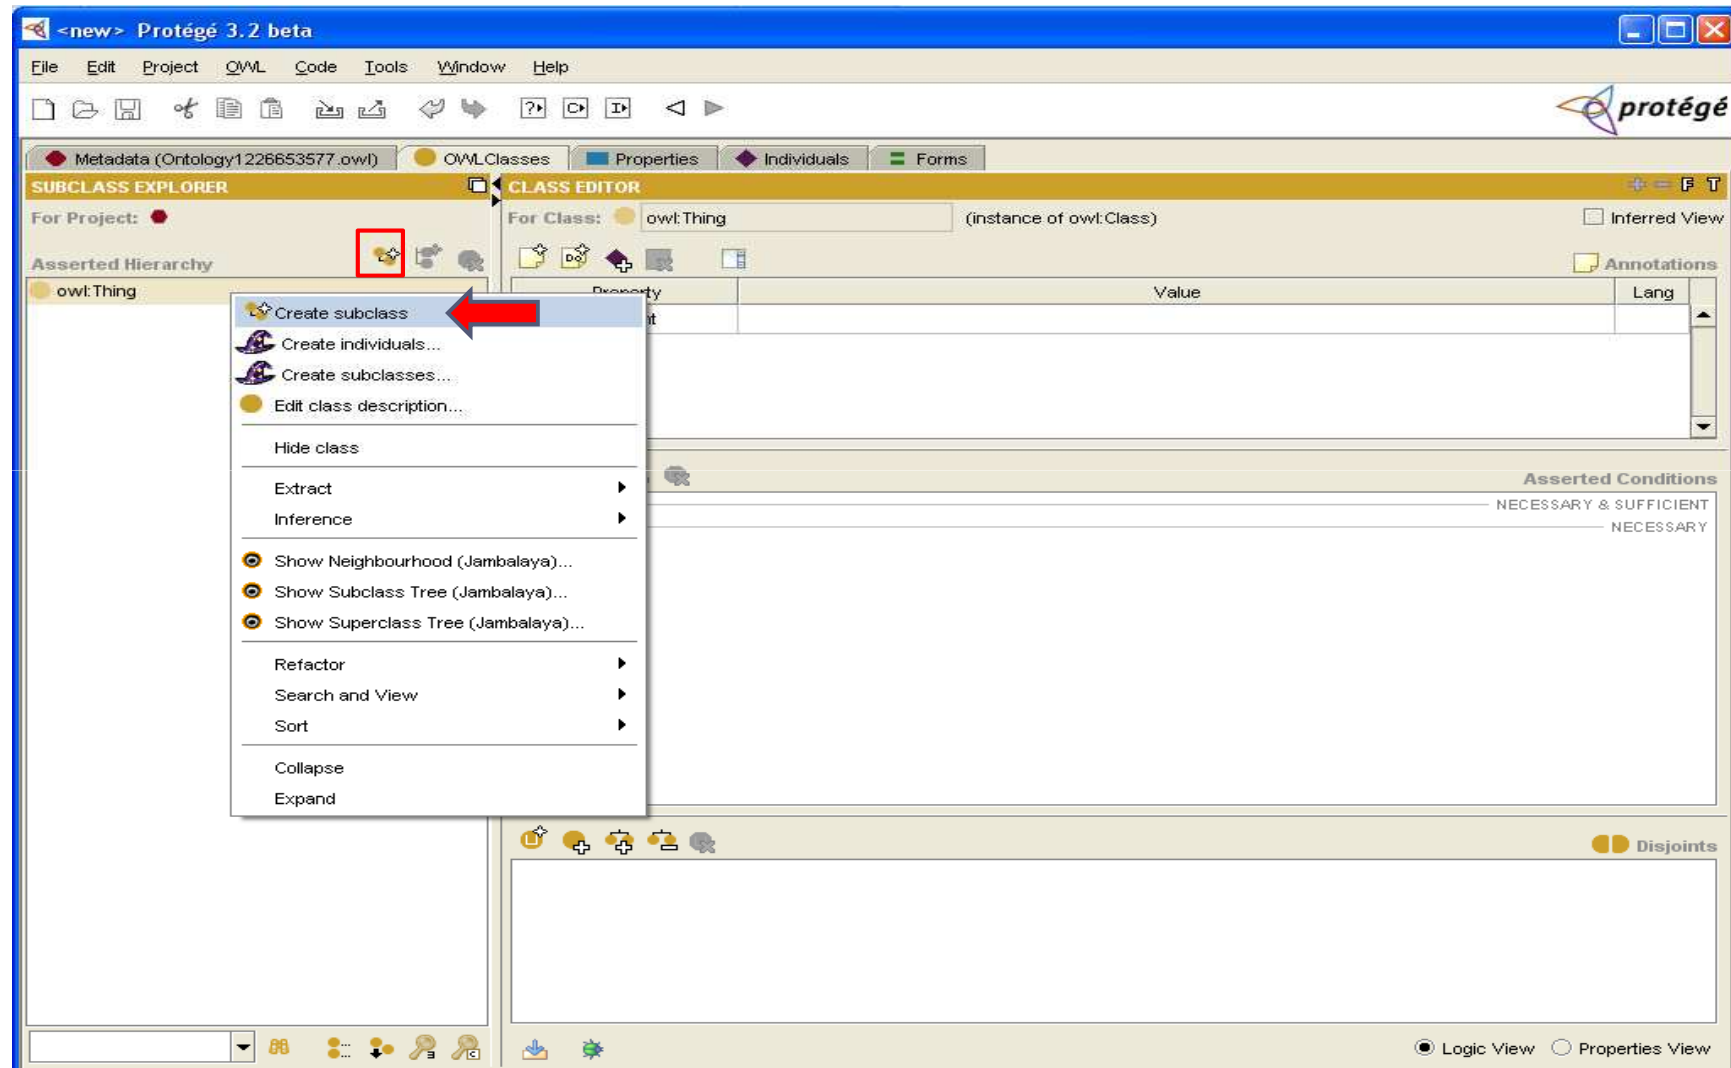 <new> Protégé 3.2 beta
File Edit Project OWL Code Tools Window Help
protégé
Metadata (Ontology1226653577.owl) OWLClasses Properties Individuals Forms
SUBCLASS EXPLORER
CLASS EDITOR
F T
For Project:
For Class: owl:Thing (instance of owl:Class) Inferred View
Asserted Hierarchy
Annotations
owl:Thing
Property Value Lang
Create subclass
Create individuals...
Create subclasses...
Edit class description...
Hide class
Extract
Inference
Show Neighbourhood (Jambalaya)...
Show Subclass Tree (Jambalaya)...
Show Superclass Tree (Jambalaya)...
Refactor
Search and View
Sort
Collapse
Expand
Asserted Conditions
NECESSARY & SUFFICIENT
NECESSARY
Disjoints
Logic View Properties View